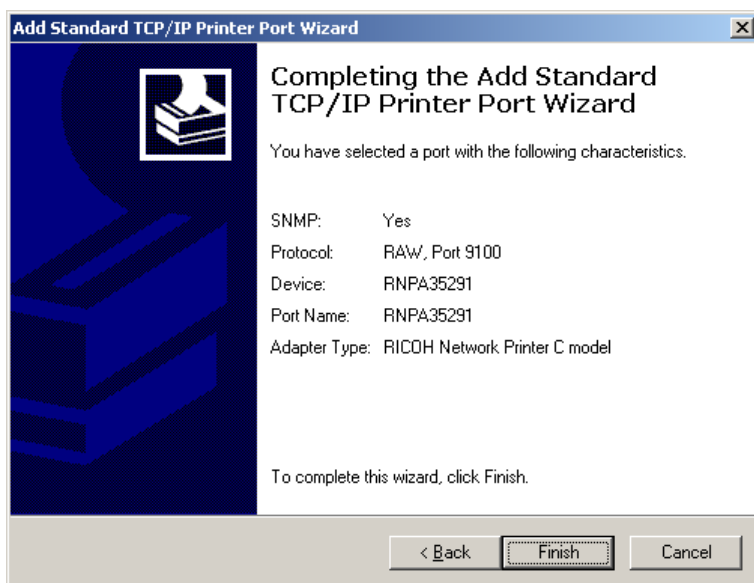 Add Standard TCP/IP Printer Port Wizard
Completing the Add Standard
TCP/IP Printer Port Wizard
You have selected a port with the following characteristics.
SNMP: Yes
Protocol: RAW, Port 9100
Device: RNPA35291
Port Name: RNPA35291
Adapter Type: RICOH Network Printer C model
To complete this wizard, click Finish.
< Back Finish Cancel